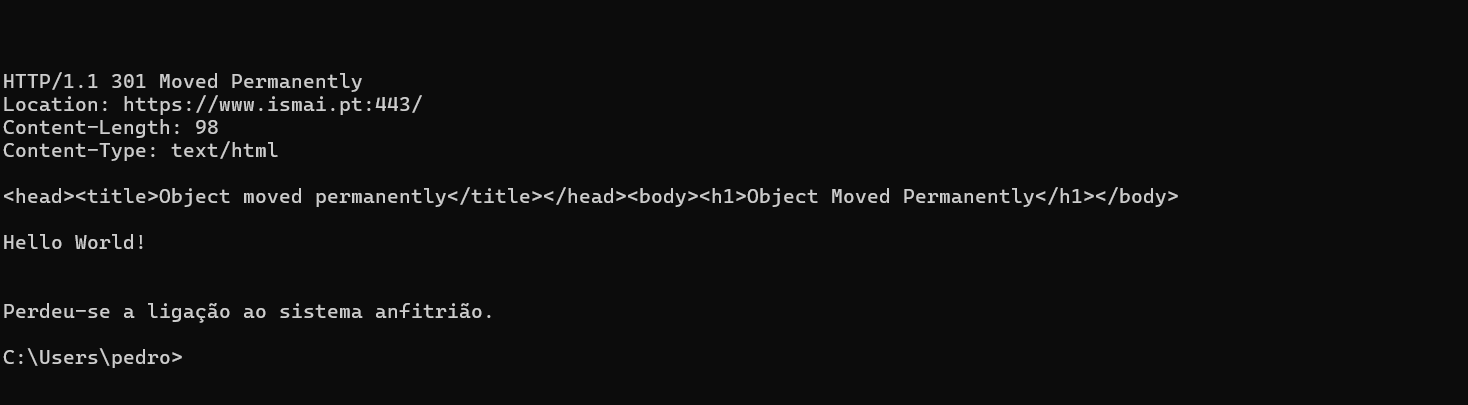 HTTP/1.1 301 Moved Permanently
Location: https://www.ismai.pt:443/
Content-Length: 98
Content-Type: text/html
<head><title>Object moved permanently</title></head><body><h1>Object Moved Permanently</h1></body>
Hello World!
Perdeu-se a ligação ao sistema anfitrião.
C:\Users\pedro>